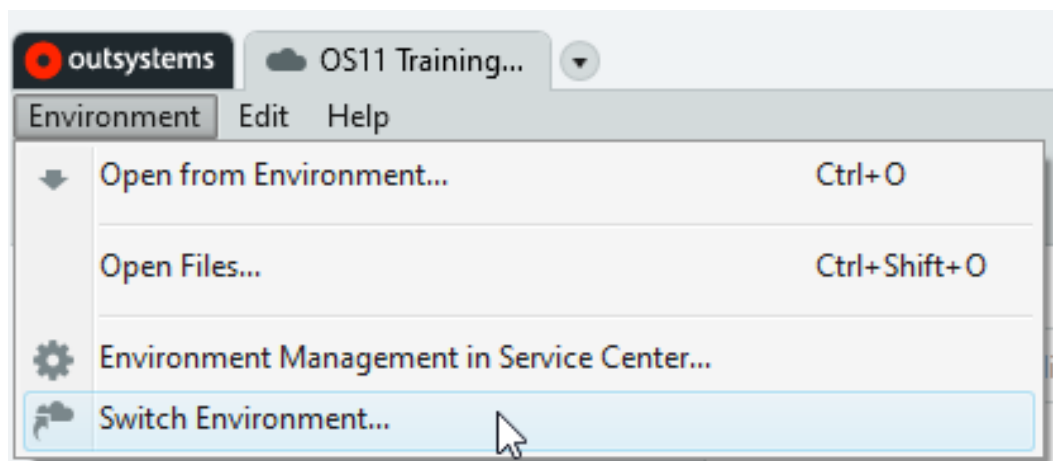 outsystems OS11 Training...
Environment Edit Help
Open from Environment... Ctrl+O
Open Files... Ctrl+Shift+O
Environment Management in Service Center...
Switch Environment...